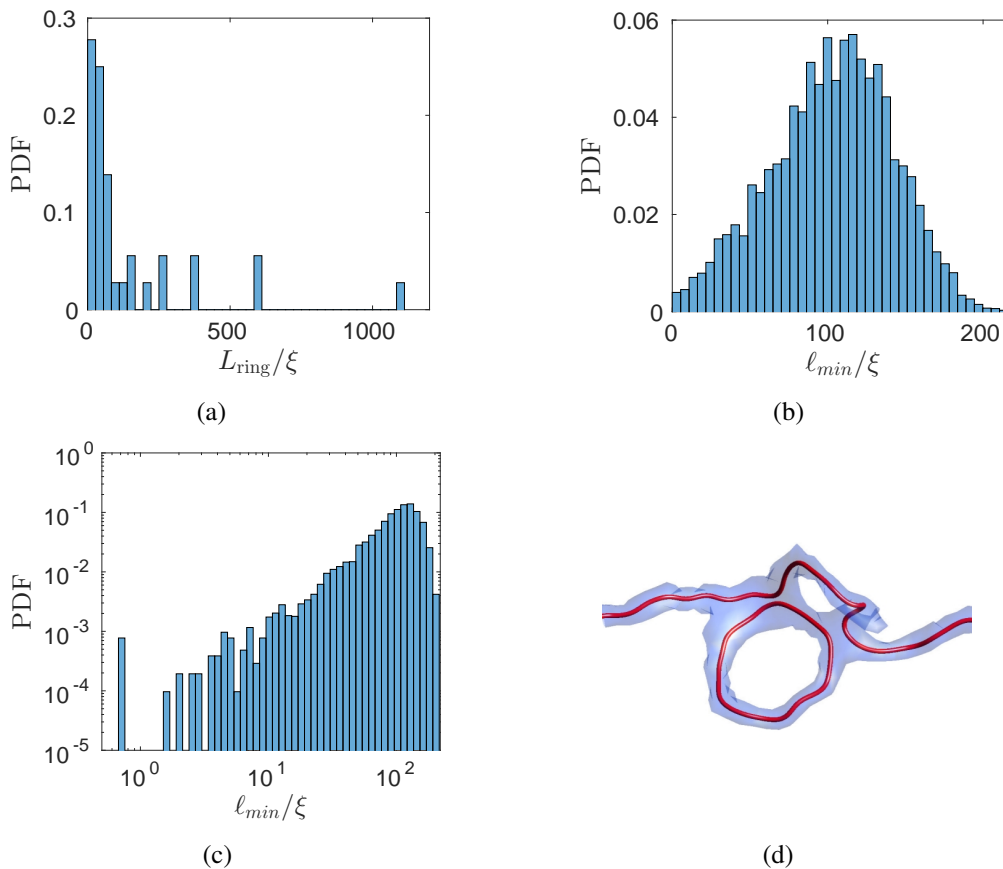 0.3
0.2
0.1
0
PDF
0 500 1000
L_ring/ξ
(a)
0.06
0.04
0.02
0
PDF
0 100 200
ℓ_min/ξ
(b)
10^0
10^-1
10^-2
10^-3
10^-4
10^-5
PDF
10^0 10^1 10^2
ℓ_min/ξ
(c)
(d)